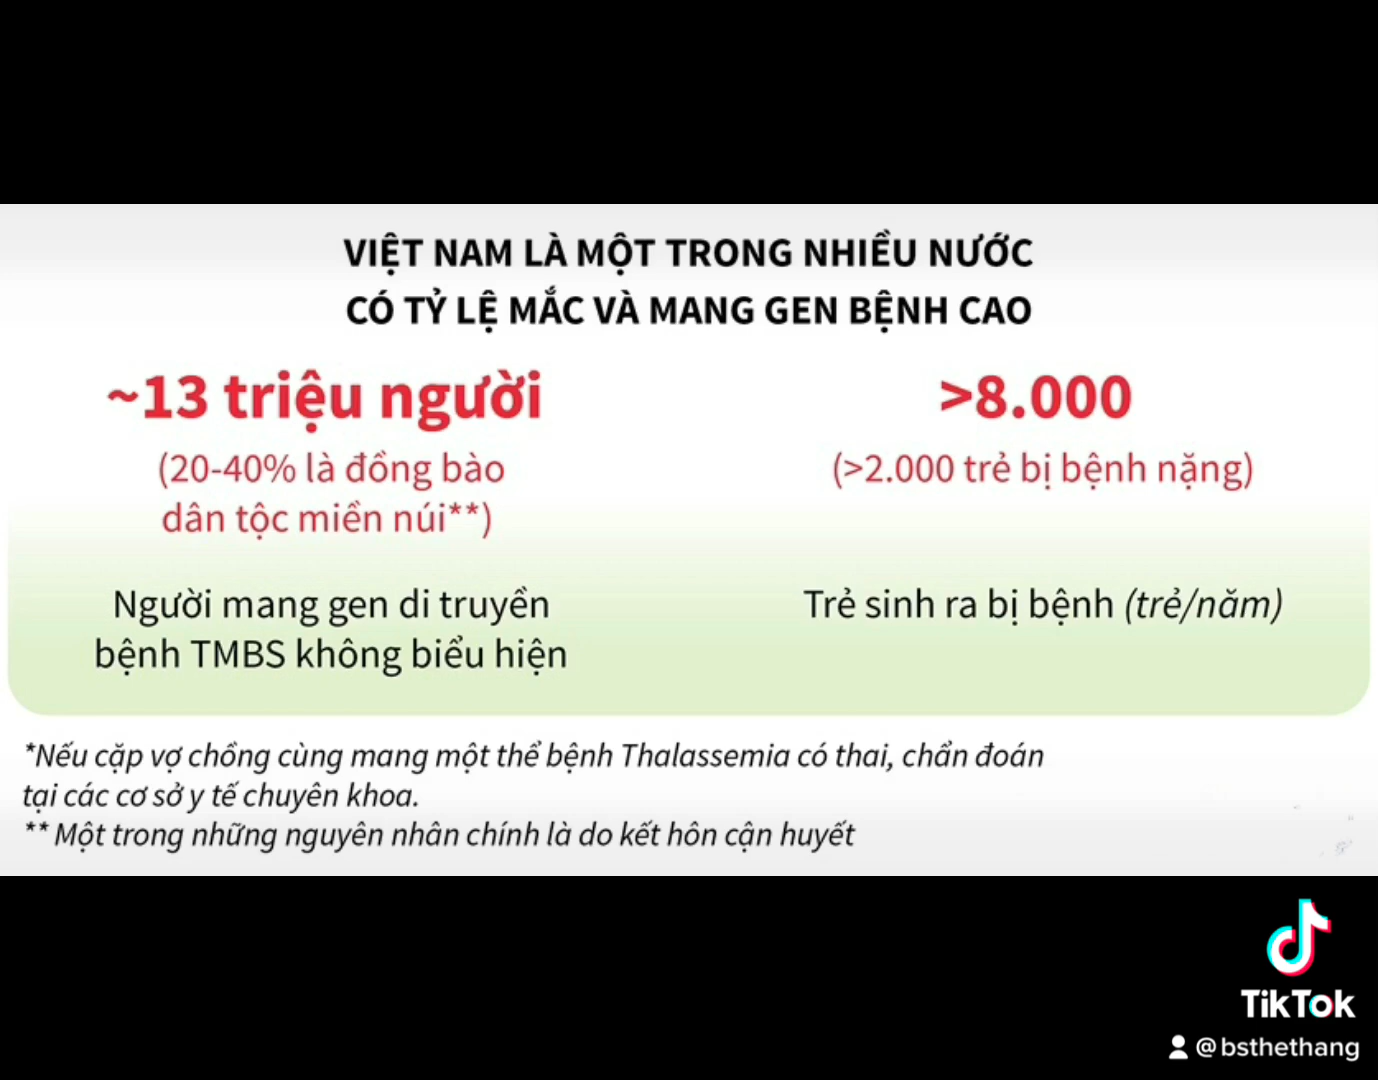 VIỆT NAM LÀ MỘT TRONG NHIỀU NƯỚC
CÓ TỶ LỆ MẮC VÀ MANG GEN BỆNH CAO
~13 triệu người
(20-40% là đồng bào
dân tộc miền núi**)
Người mang gen di truyền
bệnh TMBS không biểu hiện
>8.000
(>2.000 trẻ bị bệnh nặng)
Trẻ sinh ra bị bệnh (trẻ/năm)
*Nếu cặp vợ chồng cùng mang một thể bệnh Thalassemia có thai, chẩn đoán
tại các cơ sở y tế chuyên khoa.
** Một trong những nguyên nhân chính là do kết hôn cận huyết
TikTok
@bsthethang